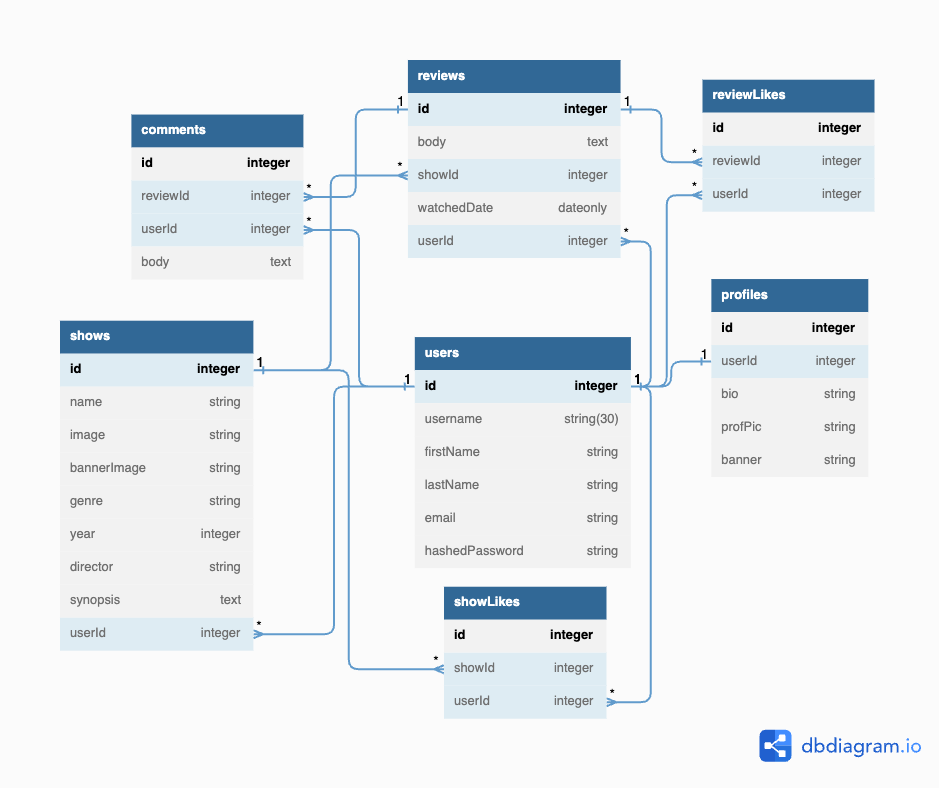 reviews
1 id integer 1
body text
* showId integer
watchedDate dateonly
userId integer *
reviewLikes
id integer
* reviewId integer
* userId integer
comments
id integer
reviewId integer *
userId integer *
body text
profiles
id integer
1 userId integer
bio string
profPic string
banner string
shows
id integer 1
name string
image string
bannerImage string
genre string
year integer
director string
synopsis text
userId integer *
users
1 id integer 1
username string(30)
firstName string
lastName string
email string
hashedPassword string
showLikes
id integer
* showId integer
userId integer *
dbdiagram.io